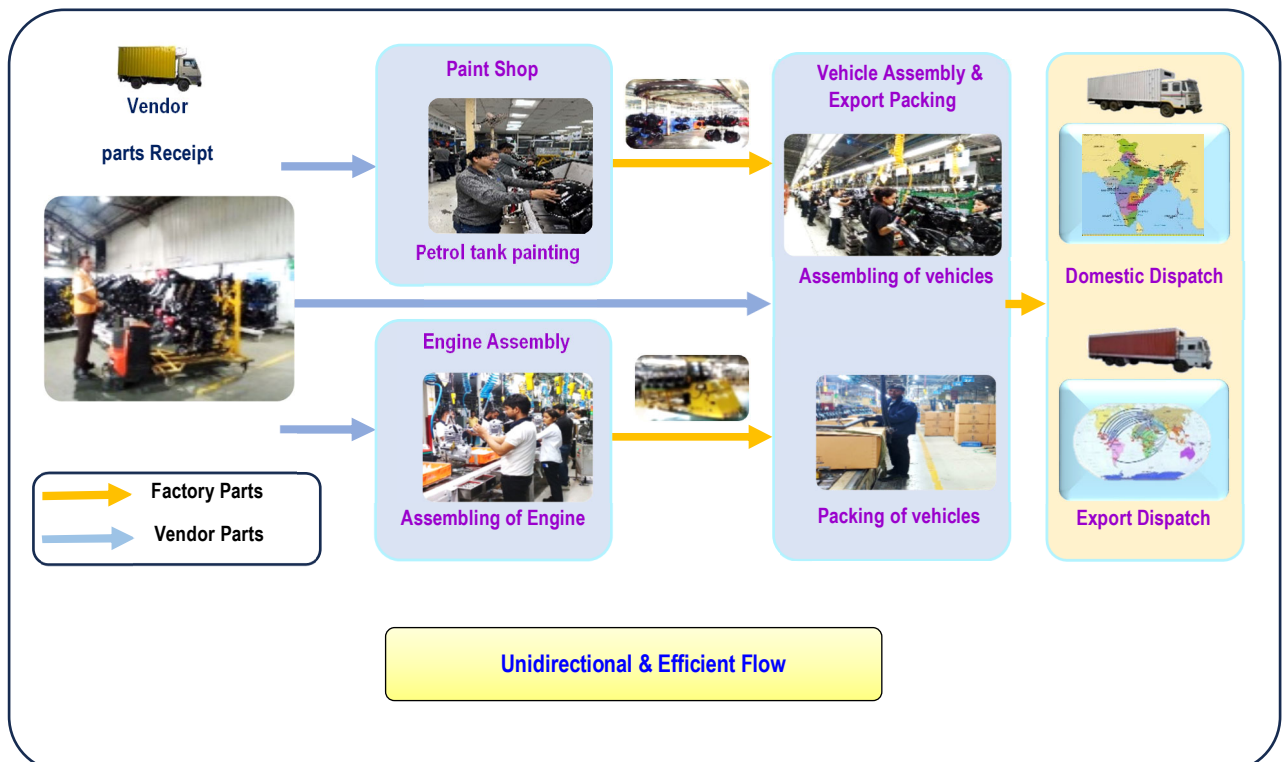 Vendor
parts Receipt
Paint Shop
Petrol tank painting
Engine Assembly
Assembling of Engine
Vehicle Assembly &
Export Packing
Assembling of vehicles
Packing of vehicles
Domestic Dispatch
Export Dispatch
Factory Parts
Vendor Parts
Unidirectional & Efficient Flow